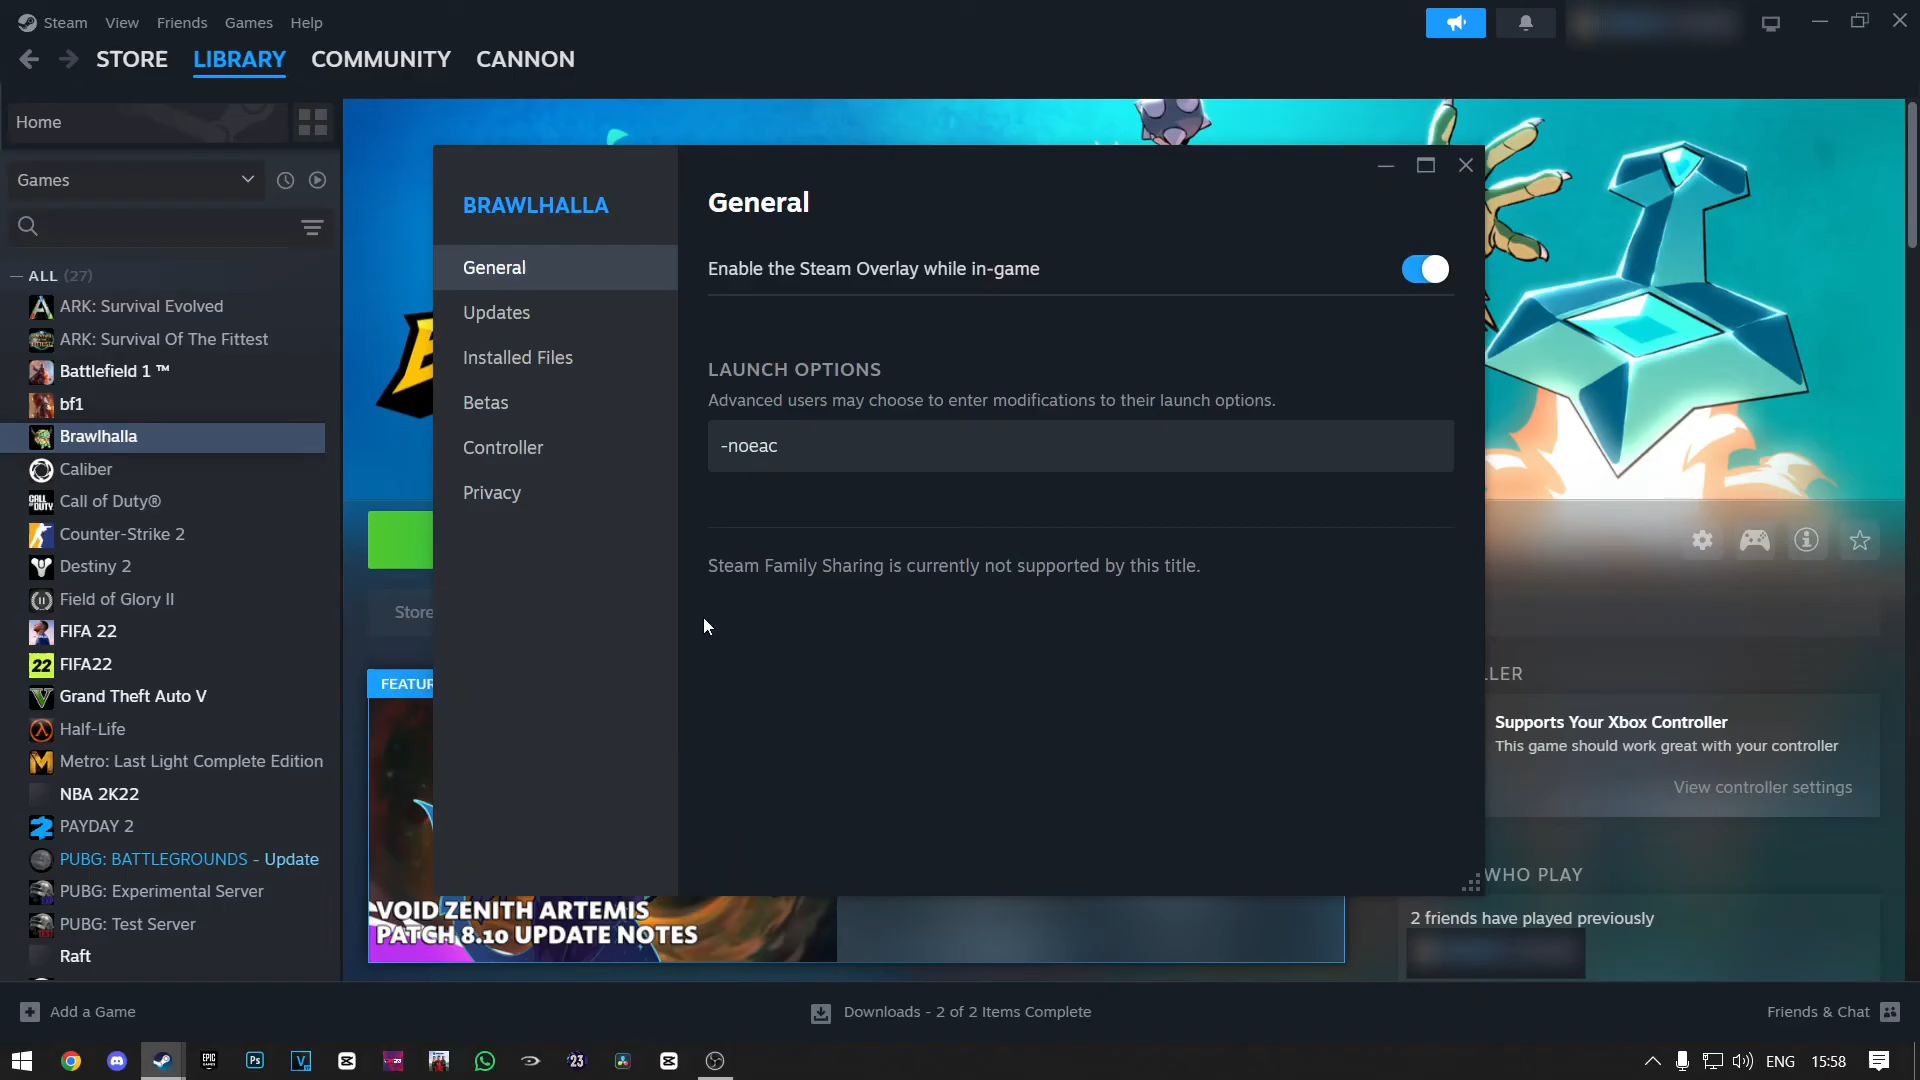 Steam View Friends Games Help
STORE LIBRARY COMMUNITY CANNON
Home
Games
ALL (27)
ARK: Survival Evolved
ARK: Survival Of The Fittest
Battlefield 1 ™
bf1
Brawlhalla
Caliber
Call of Duty®
Counter-Strike 2
Destiny 2
Field of Glory II
FIFA 22
FIFA22
Grand Theft Auto V
Half-Life
Metro: Last Light Complete Edition
NBA 2K22
PAYDAY 2
PUBG: BATTLEGROUNDS - Update
PUBG: Experimental Server
PUBG: Test Server
Raft
BRAWLHALLA
General
Updates
Installed Files
Betas
Controller
Privacy
General
Enable the Steam Overlay while in-game
LAUNCH OPTIONS
Advanced users may choose to enter modifications to their launch options.
-noeac
Steam Family Sharing is currently not supported by this title.
Store
FEATUR
VOID ZENITH ARTEMIS
PATCH 8.10 UPDATE NOTES
LLER
Supports Your Xbox Controller
This game should work great with your controller
View controller settings
WHO PLAY
2 friends have played previously
Add a Game
Downloads - 2 of 2 Items Complete
Friends & Chat
ENG 15:58